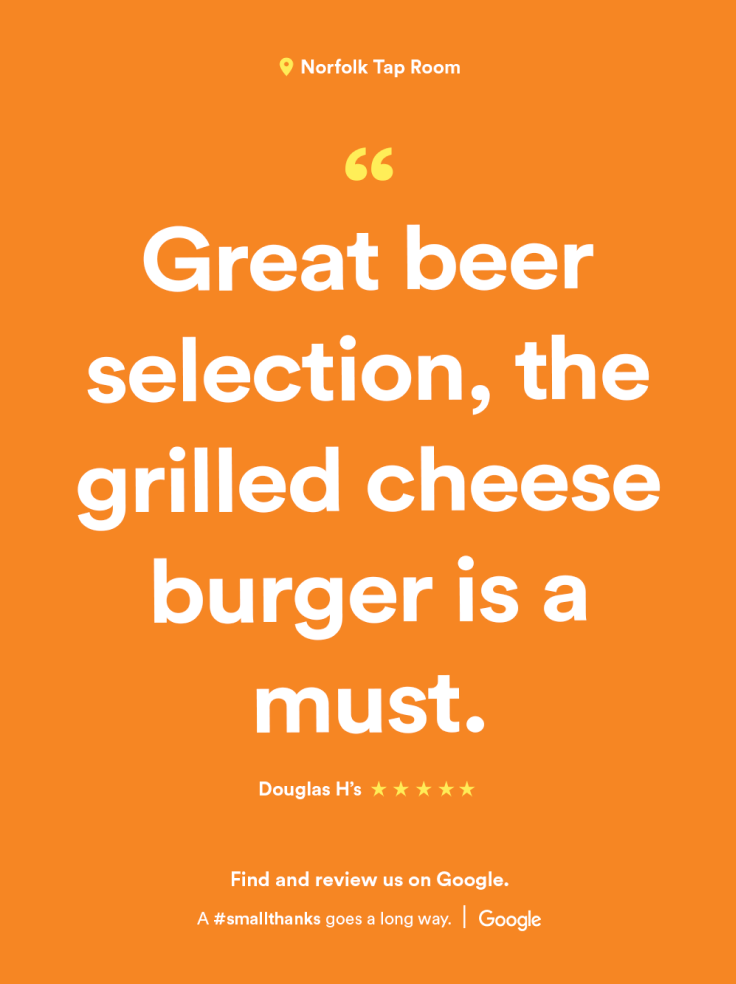 Norfolk Tap Room
“
Great beer
selection, the
grilled cheese
burger is a
must.
Douglas H’s ★★★★★
Find and review us on Google.
A #smallthanks goes a long way. | Google